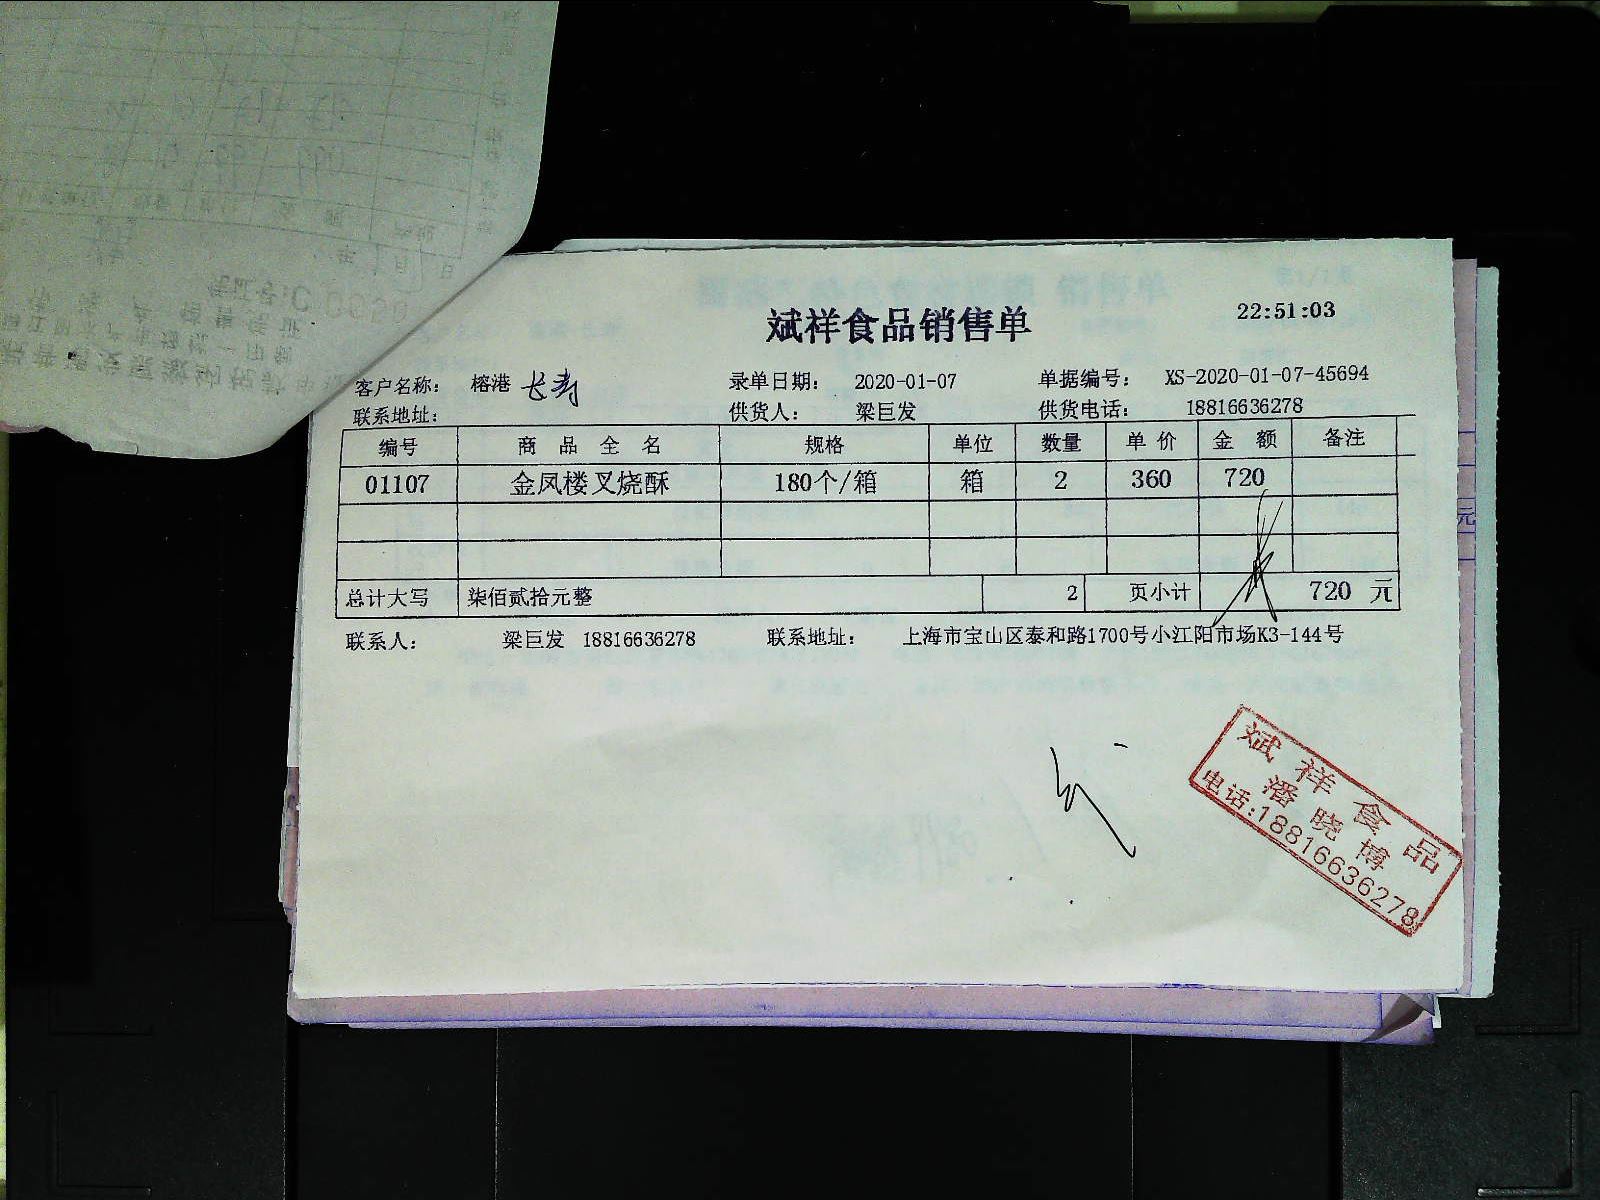 斌祥食品销售单 22:51:03
客户名称: 榕港 长寿 录单日期: 2020-01-07 单据编号: XS-2020-01-07-45694
联系地址: 供货人: 梁巨发 供货电话: 18816636278
编号 商品全名 规格 单位 数量 单价 金额 备注
01107 金凤楼叉烧酥 180个/箱 箱 2 360 720
总计大写 柒佰贰拾元整 2 页小计 720 元
联系人: 梁巨发 18816636278 联系地址: 上海市宝山区泰和路1700号小江阳市场K3-144号
斌祥食品
潘晓博
电话:18816636278
元